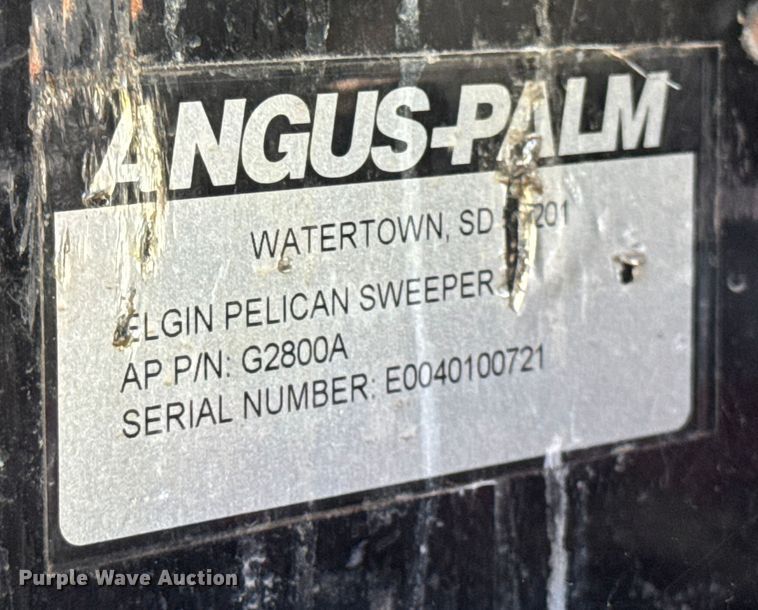 ANGUS-PALM
WATERTOWN, SD
ELGIN PELICAN SWEEPER
AP P/N: G2800A
SERIAL NUMBER: E0040100721
Purple Wave Auction